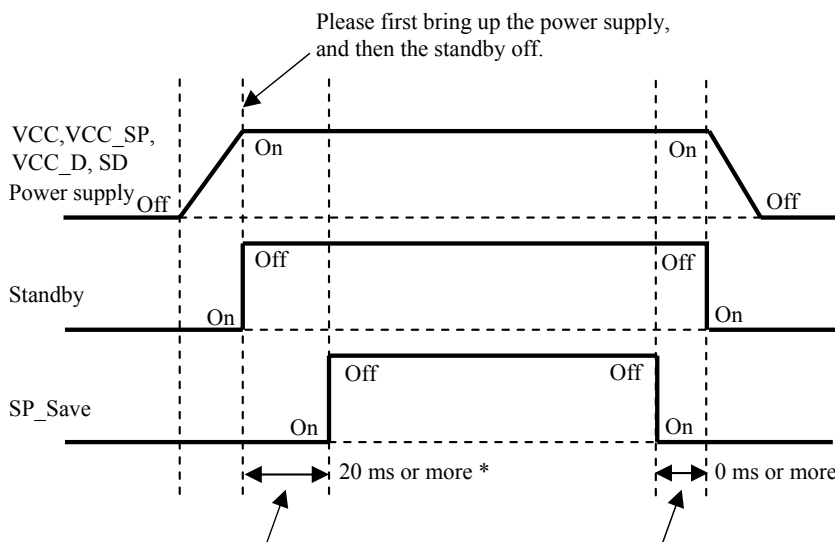 Please first bring up the power supply,
and then the standby off.
VCC,VCC_SP,
VCC_D, SD
Power supply
Off
On
On
Off
Standby
On
Off
Off
On
SP_Save
On
Off
Off
On
20 ms or more *
0 ms or more